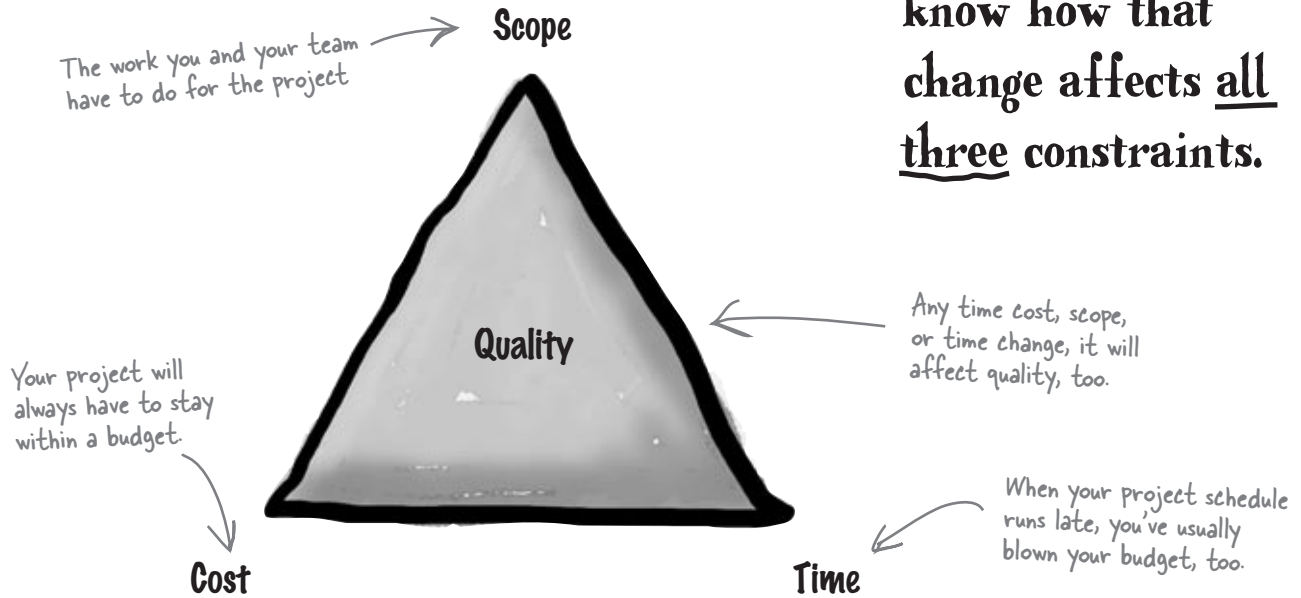 know how that
change affects all
three constraints.
Scope
The work you and your team
have to do for the project
Quality
Any time cost, scope,
or time change, it will
affect quality, too.
Your project will
always have to stay
within a budget.
When your project schedule
runs late, you've usually
blown your budget, too.
Cost
Time